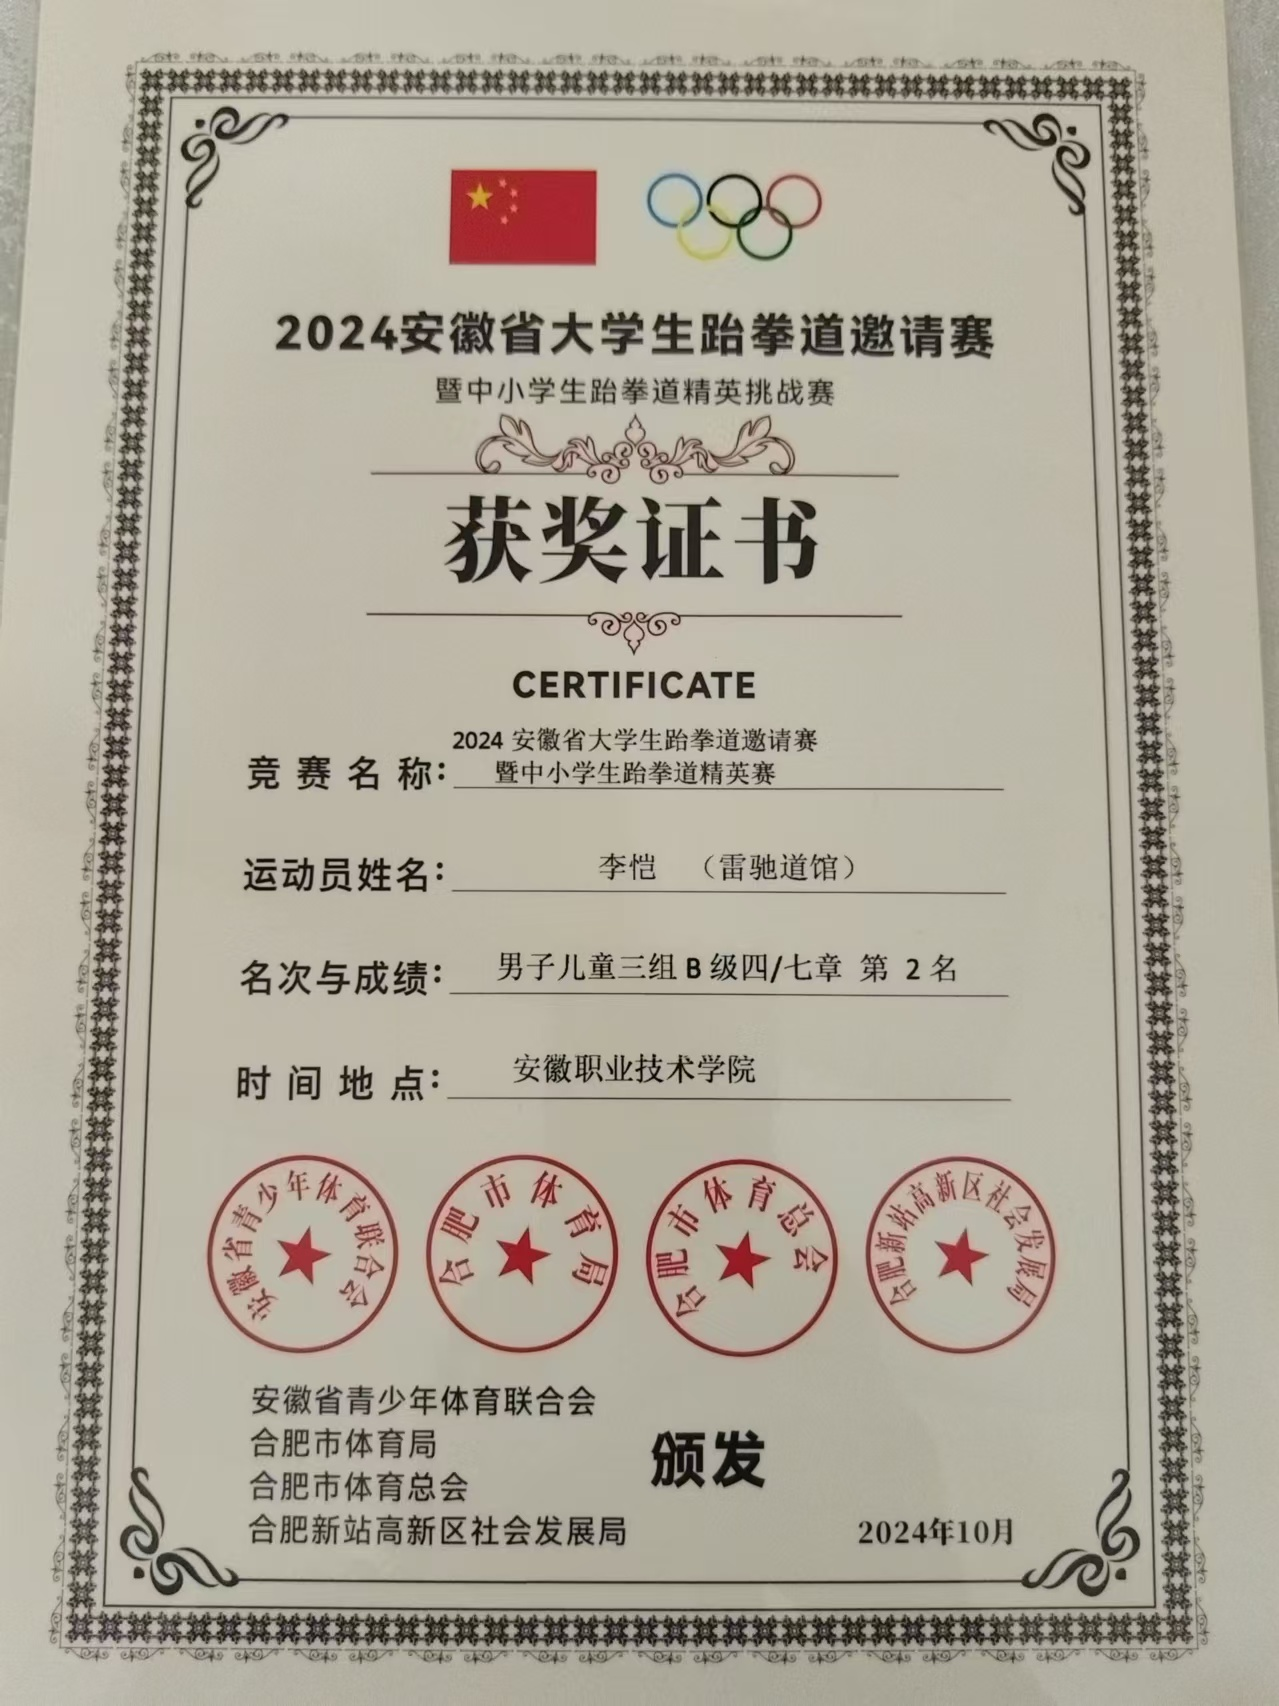 2024安徽省大学生跆拳道邀请赛
暨中小学生跆拳道精英挑战赛
获奖证书
CERTIFICATE
2024 安徽省大学生跆拳道邀请赛
竞赛名称： 暨中小学生跆拳道精英赛
运动员姓名： 李恺 （雷驰道馆）
名次与成绩： 男子儿童三组 B 级四/七章 第 2 名
时间地点： 安徽职业技术学院
安徽省青少年体育联合会
合肥市体育局
合肥市体育总会
合肥新站高新区社会发展局
安徽省青少年体育联合会
合肥市体育局
合肥市体育总会
合肥新站高新区社会发展局
颁发
2024年10月